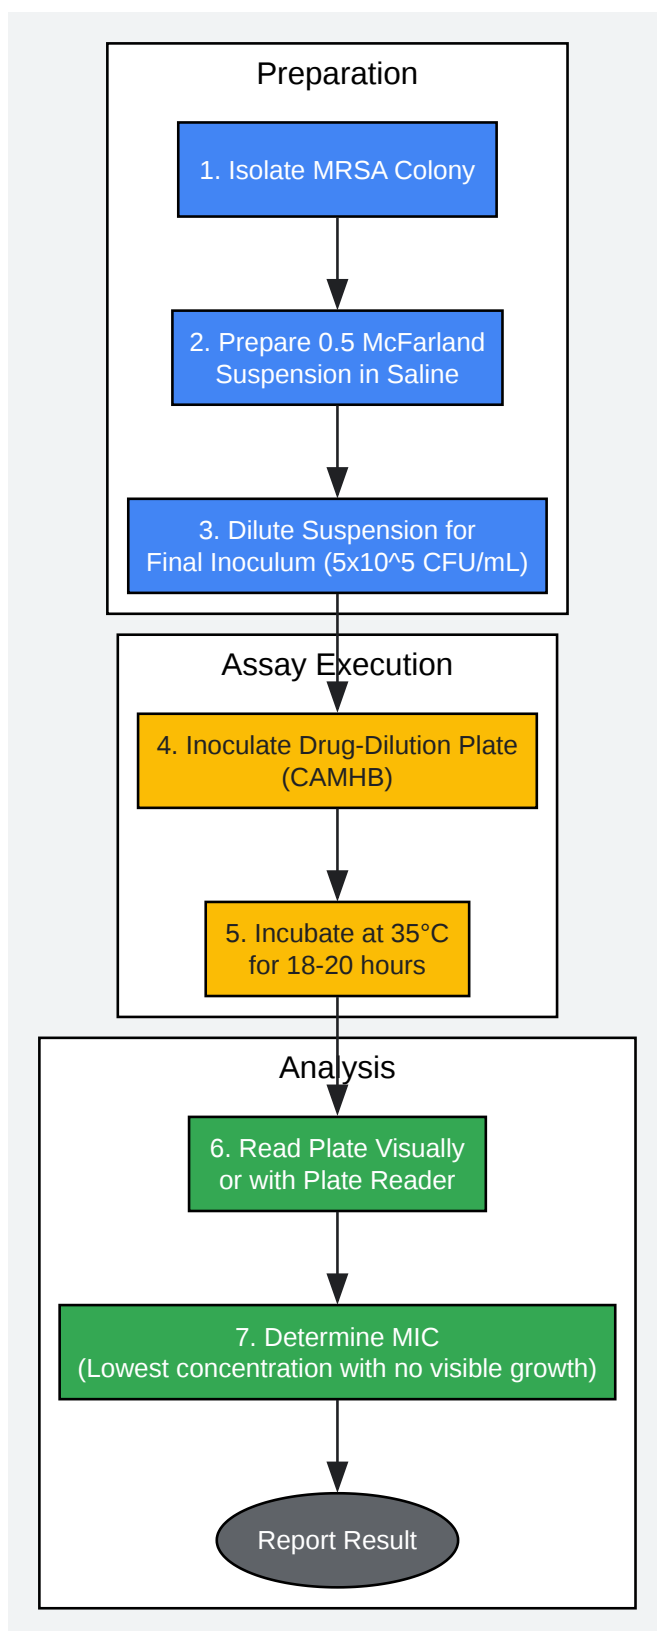 Preparation
1. Isolate MRSA Colony
2. Prepare 0.5 McFarland
Suspension in Saline
3. Dilute Suspension for
Final Inoculum (5x10^5 CFU/mL)
Assay Execution
4. Inoculate Drug-Dilution Plate
(CAMHB)
5. Incubate at 35°C
for 18-20 hours
Analysis
6. Read Plate Visually
or with Plate Reader
7. Determine MIC
(Lowest concentration with no visible growth)
Report Result